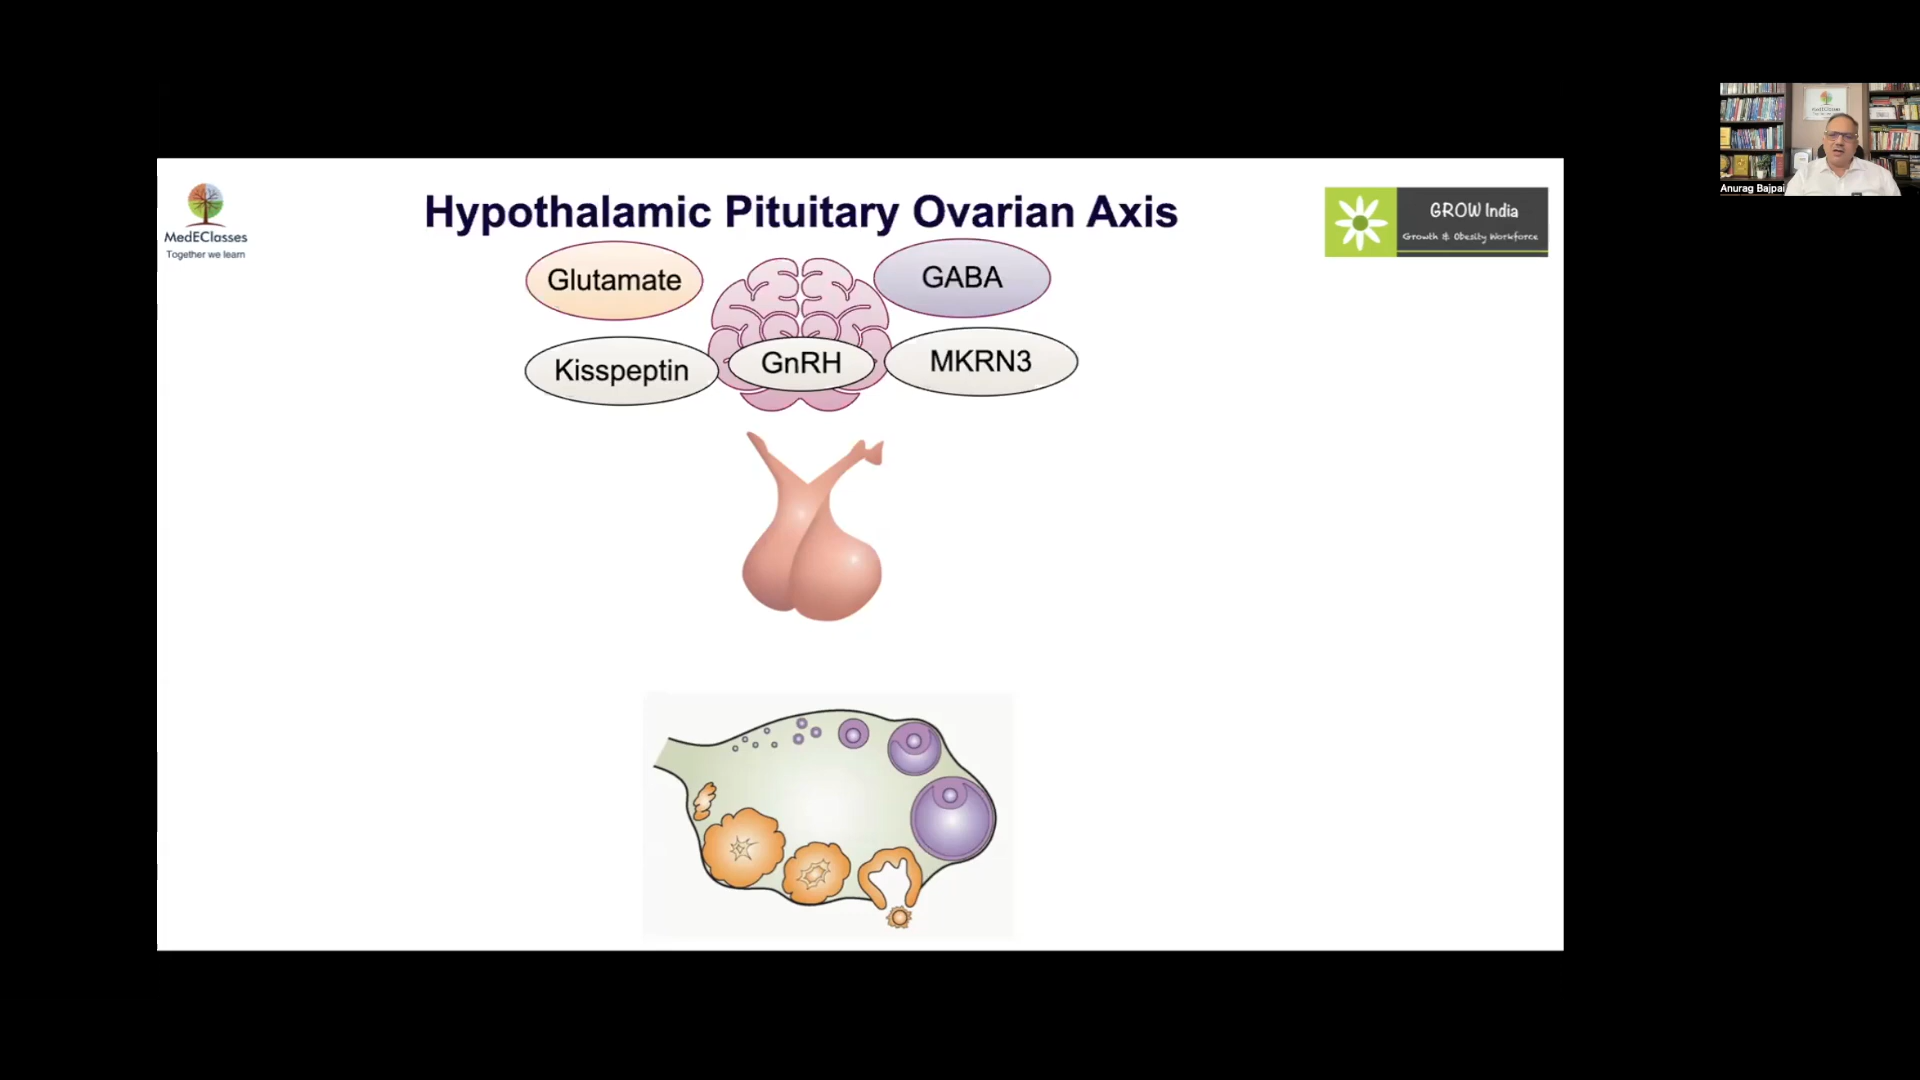 Hypothalamic Pituitary Ovarian Axis
MedEClasses
Together we learn
GROW India
Growth & Obesity Workforce
Glutamate
GABA
Kisspeptin
GnRH
MKRN3
Anurag Bajpai